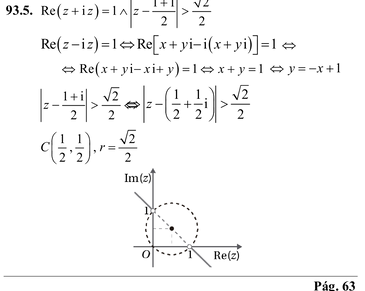 93.5. Re(z+iz)=1∧|z−(1+i)/2|>√2/2
Re(z−iz)=1⇔Re[x+yi−i(x+yi)]=1 ⇔
⇔ Re(x+yi−xi+y)=1⇔x+y=1 ⇔y=−x+1
|z−(1+i)/2|>√2/2⇔|z−(1/2+1/2i)|>√2/2
C(1/2,1/2), r=√2/2
Im(z)
1
O 1 Re(z)
Pág. 63